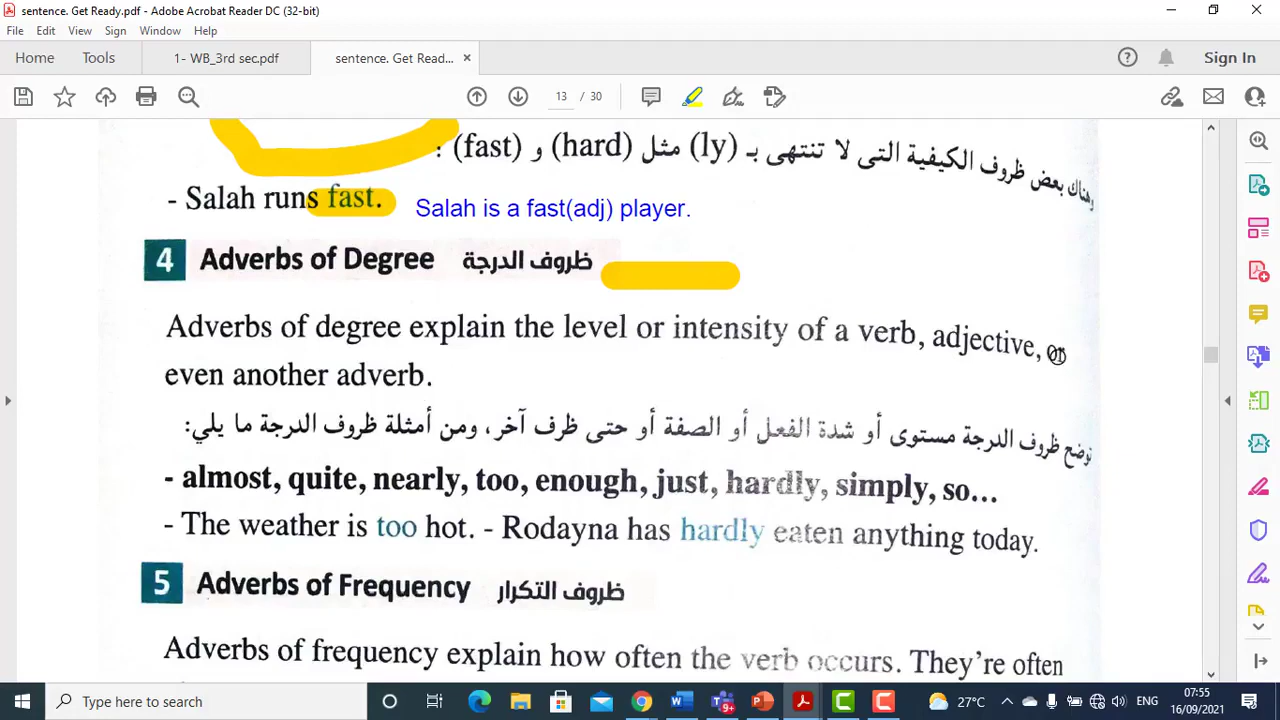 sentence. Get Ready.pdf - Adobe Acrobat Reader DC (32-bit)
File Edit View Sign Window Help
Home Tools 1- WB_3rd sec.pdf sentence. Get Read... × Sign In
13 / 30
وهناك بعض ظروف الكيفية التى لا تنتهى بـ (ly) مثل (hard) و (fast) :
- Salah runs fast. Salah is a fast(adj) player.
4 Adverbs of Degree ظروف الدرجة
Adverbs of degree explain the level or intensity of a verb, adjective, or
even another adverb.
توضح ظروف الدرجة مستوى أو شدة الفعل أو الصفة أو حتى ظرف آخر، ومن أمثلة ظروف الدرجة ما يلي:
- almost, quite, nearly, too, enough, just, hardly, simply, so...
- The weather is too hot. - Rodayna has hardly eaten anything today.
5 Adverbs of Frequency ظروف التكرار
Adverbs of frequency explain how often the verb occurs. They're often
Type here to search 9+ 27°C ENG 07:55
16/09/2021